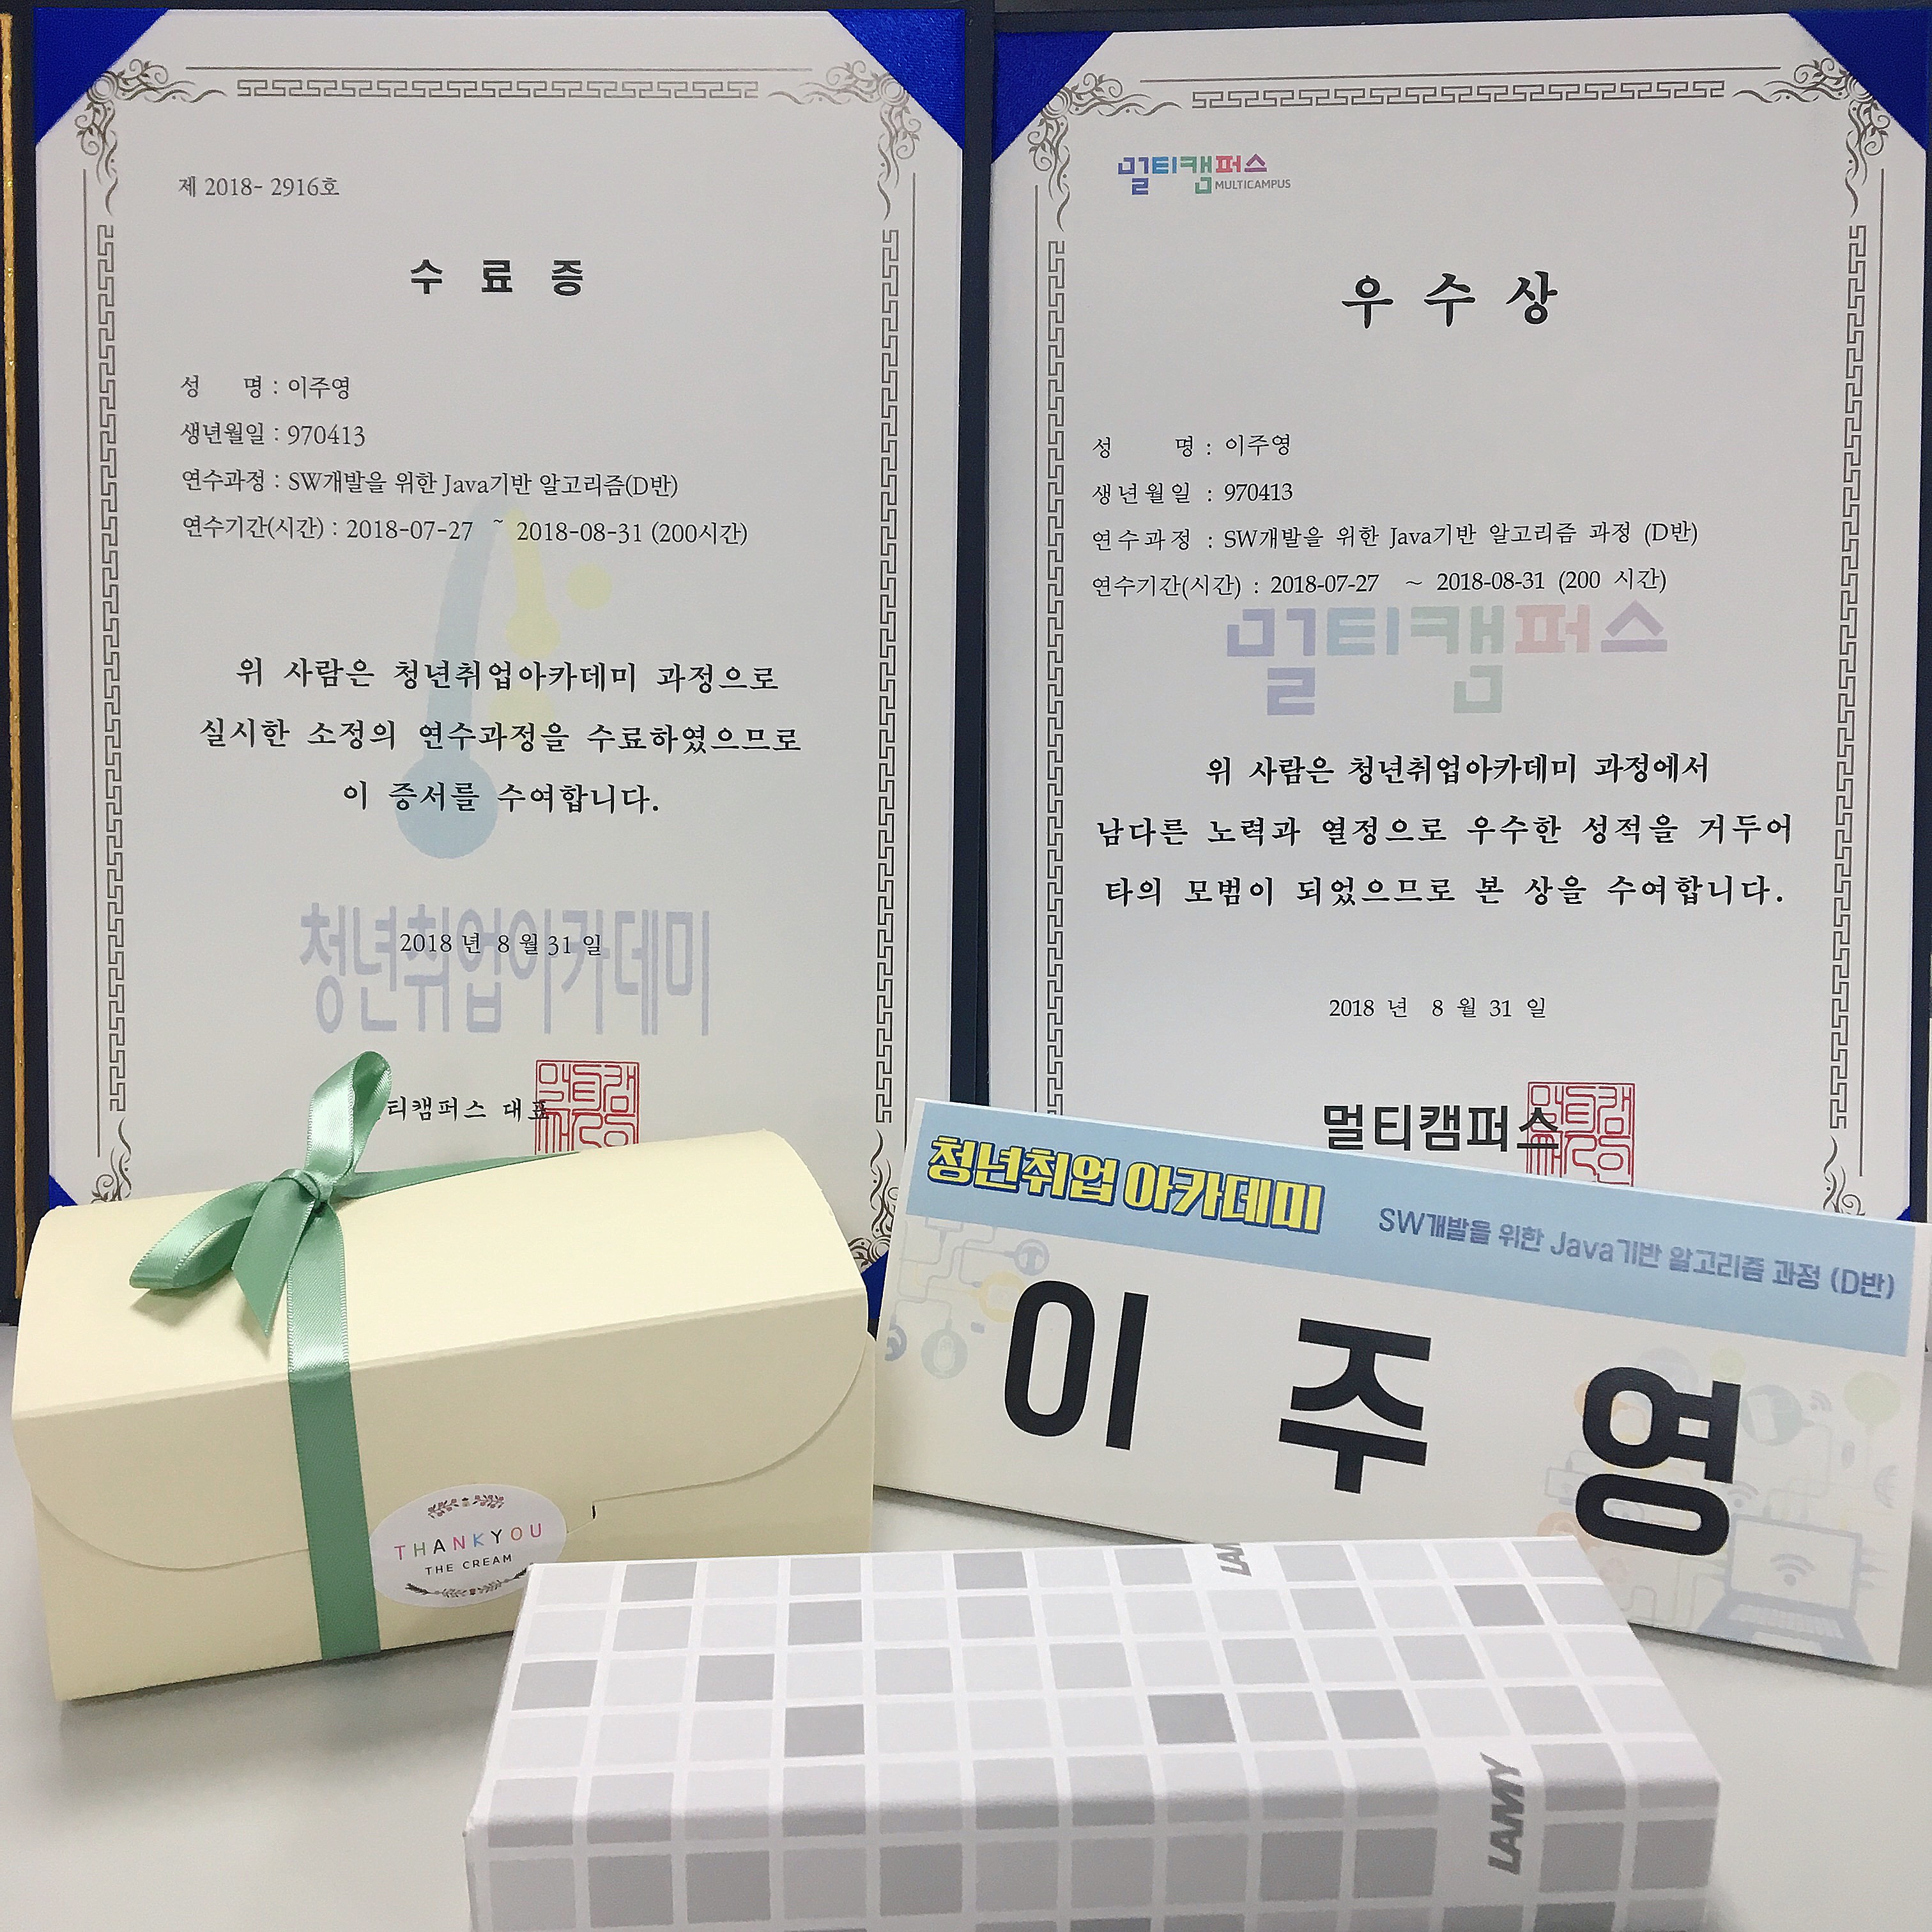 제 2018- 2916호
수 료 증
성 명 : 이주영
생년월일 : 970413
연수과정 : SW개발을 위한 Java기반 알고리즘(D반)
연수기간(시간) : 2018-07-27 ~ 2018-08-31 (200시간)
위 사람은 청년취업아카데미 과정으로
실시한 소정의 연수과정을 수료하였으므로
이 증서를 수여합니다.
2018 년 8 월 31 일
청년취업아카데미
티캠퍼스 대표
멀티캠퍼스
MULTICAMPUS
우 수 상
성 명 : 이주영
생년월일 : 970413
연수과정 : SW개발을 위한 Java기반 알고리즘 과정 (D반)
연수기간(시간) : 2018-07-27 ~ 2018-08-31 (200 시간)
멀티캠퍼스
위 사람은 청년취업아카데미 과정에서
남다른 노력과 열정으로 우수한 성적을 거두어
타의 모범이 되었으므로 본 상을 수여합니다.
2018 년 8 월 31 일
멀티캠퍼스
청년취업 아카데미 SW개발을 위한 Java기반 알고리즘 과정 (D반)
이 주 영
THANKYOU
THE CREAM
LAMY